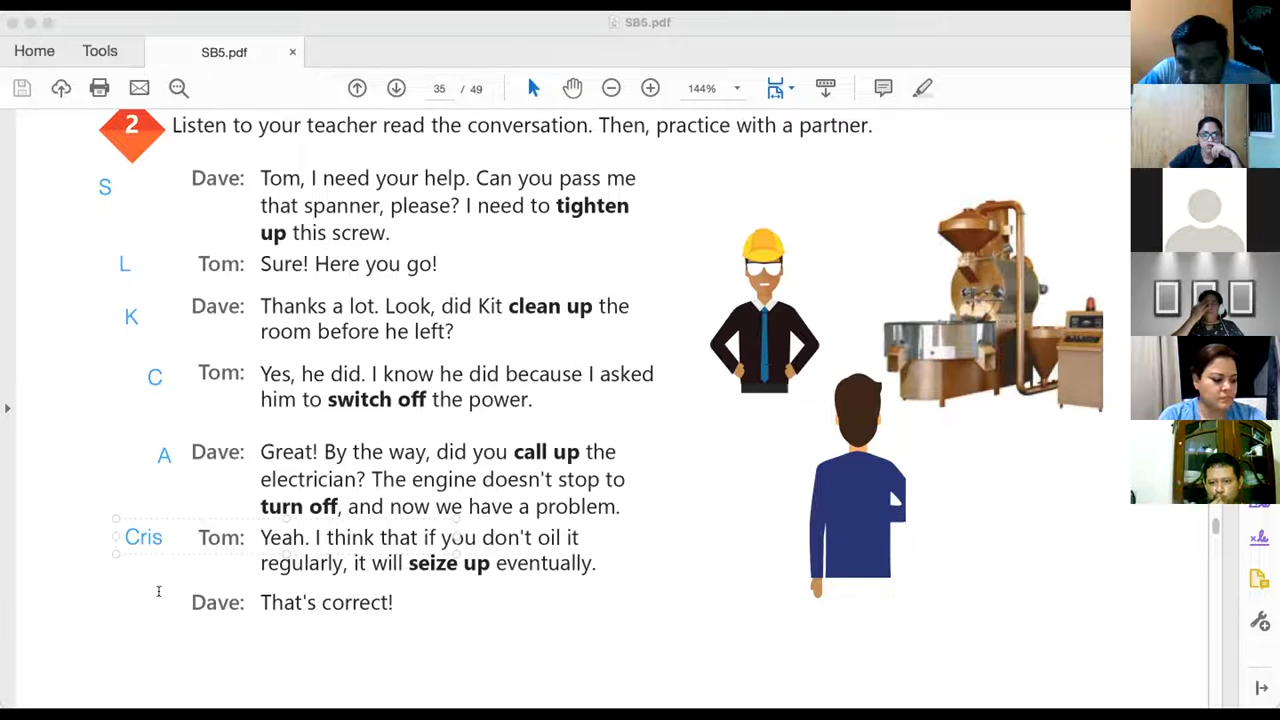 SB5.pdf
Home Tools SB5.pdf ×
35 / 49 144%
2 Listen to your teacher read the conversation. Then, practice with a partner.
S Dave: Tom, I need your help. Can you pass me
that spanner, please? I need to tighten
up this screw.
L Tom: Sure! Here you go!
K Dave: Thanks a lot. Look, did Kit clean up the
room before he left?
C Tom: Yes, he did. I know he did because I asked
him to switch off the power.
A Dave: Great! By the way, did you call up the
electrician? The engine doesn't stop to
turn off, and now we have a problem.
Cris Tom: Yeah. I think that if you don't oil it
regularly, it will seize up eventually.
Dave: That's correct!